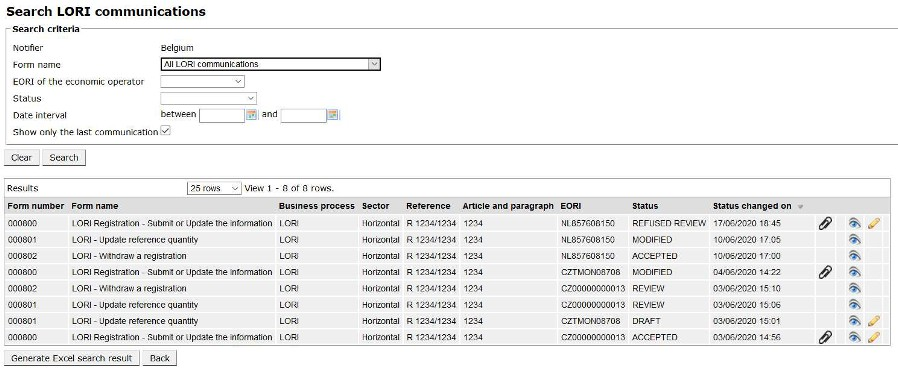 Search LORI communications
Search criteria
Notifier Belgium
Form name All LORI communications
EORI of the economic operator
Status
Date interval between and
Show only the last communication
Clear Search
Results 25 rows View 1 - 8 of 8 rows.
Form number Form name Business process Sector Reference Article and paragraph EORI Status Status changed on
000800 LORI Registration - Submit or Update the information LORI Horizontal R 1234/1234 1234 NL857608150 REFUSED REVIEW 17/06/2020 16:45
000801 LORI - Update reference quantity LORI Horizontal R 1234/1234 1234 NL857608150 MODIFIED 10/06/2020 17:05
000802 LORI - Withdraw a registration LORI Horizontal R 1234/1234 1234 NL857608150 ACCEPTED 10/06/2020 17:00
000800 LORI Registration - Submit or Update the information LORI Horizontal R 1234/1234 1234 CZTMON08708 MODIFIED 04/06/2020 14:22
000802 LORI - Withdraw a registration LORI Horizontal R 1234/1234 1234 CZ00000000013 REVIEW 03/06/2020 15:10
000801 LORI - Update reference quantity LORI Horizontal R 1234/1234 1234 CZ00000000013 REVIEW 03/06/2020 15:06
000801 LORI - Update reference quantity LORI Horizontal R 1234/1234 1234 CZTMON08708 DRAFT 03/06/2020 15:01
000800 LORI Registration - Submit or Update the information LORI Horizontal R 1234/1234 1234 CZ00000000013 ACCEPTED 03/06/2020 14:56
Generate Excel search result Back